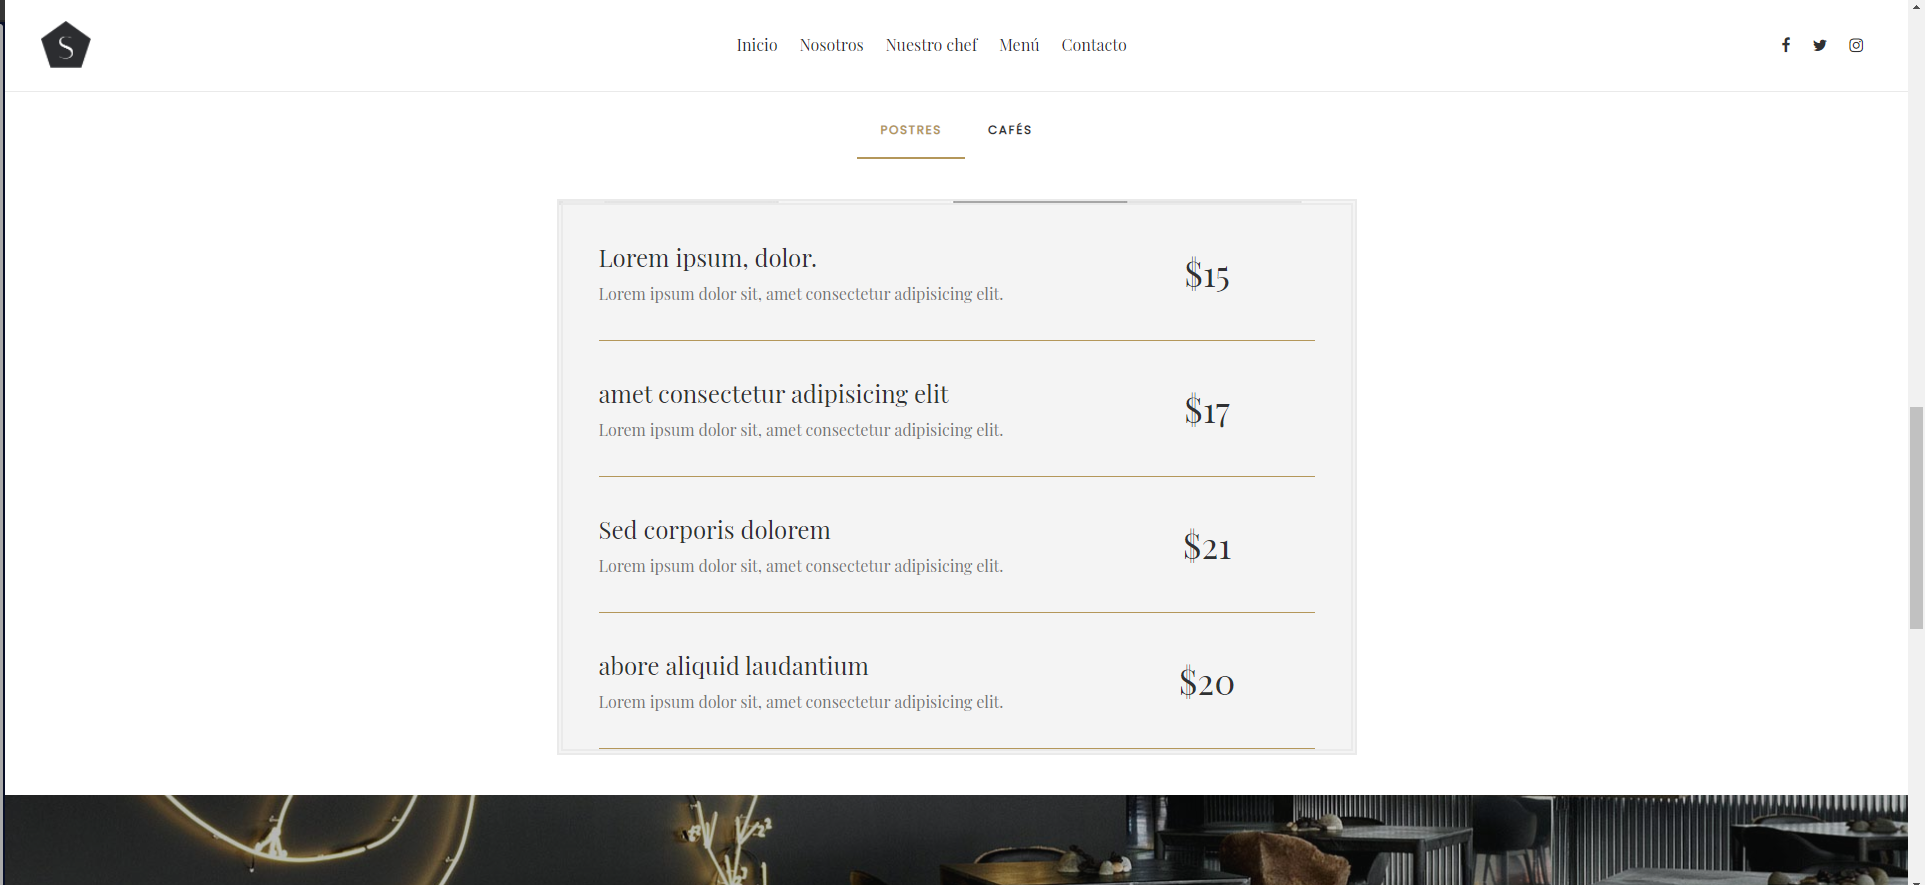 S
Inicio Nosotros Nuestro chef Menú Contacto
POSTRES CAFÉS
Lorem ipsum, dolor.
Lorem ipsum dolor sit, amet consectetur adipisicing elit.
$15
amet consectetur adipisicing elit
Lorem ipsum dolor sit, amet consectetur adipisicing elit.
$17
Sed corporis dolorem
Lorem ipsum dolor sit, amet consectetur adipisicing elit.
$21
abore aliquid laudantium
Lorem ipsum dolor sit, amet consectetur adipisicing elit.
$20